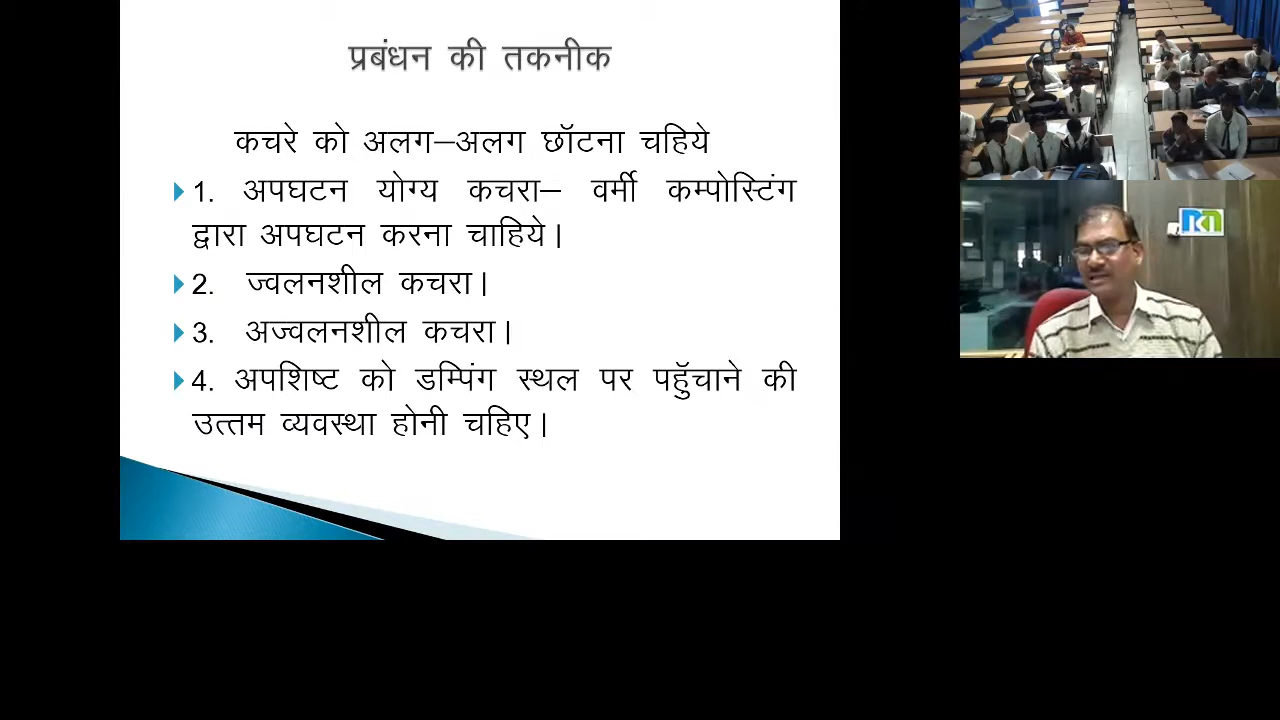 प्रबंधन की तकनीक
कचरे को अलग–अलग छॉटना चहिये
1. अपघटन योग्य कचरा– वर्मी कम्पोस्टिंग
द्वारा अपघटन करना चाहिये।
2. ज्वलनशील कचरा।
3. अज्वलनशील कचरा।
4. अपशिष्ट को डम्पिंग स्थल पर पहुॅचाने की
उत्तम व्यवस्था होनी चहिए।